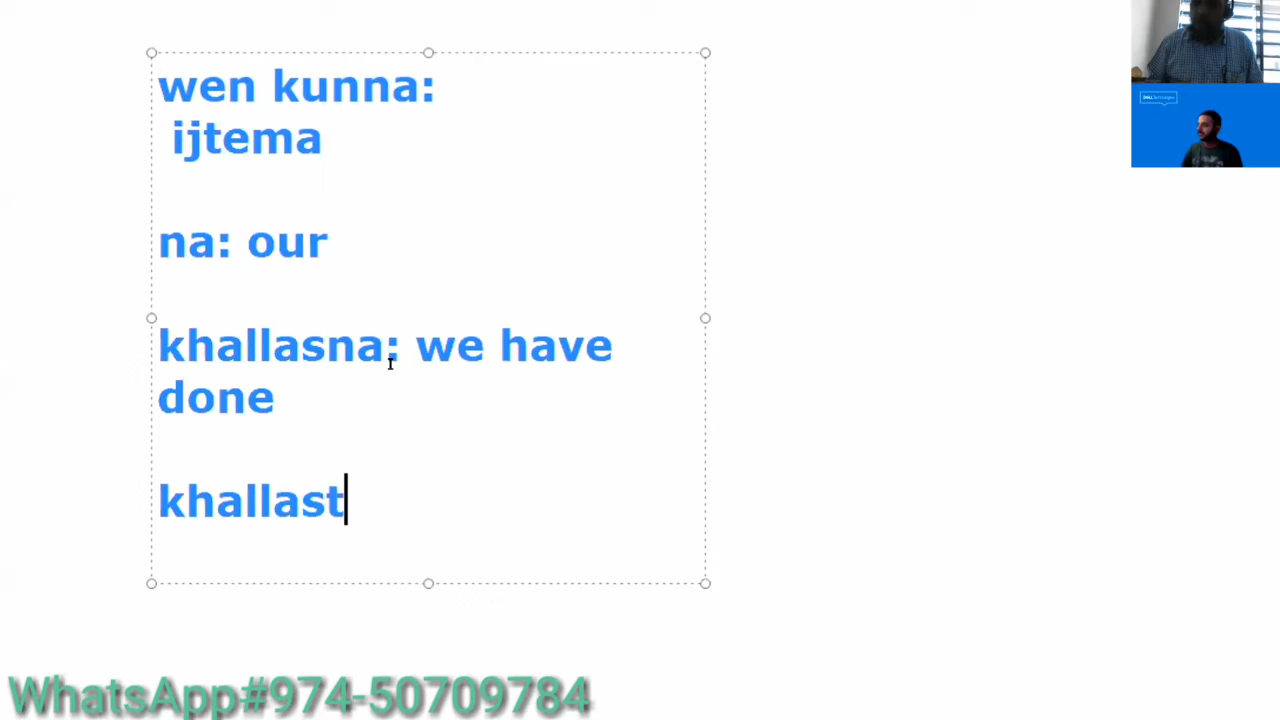 wen kunna:
ijtema
na: our
khallasna: we have
done
khallast
WhatsApp#974-50709784